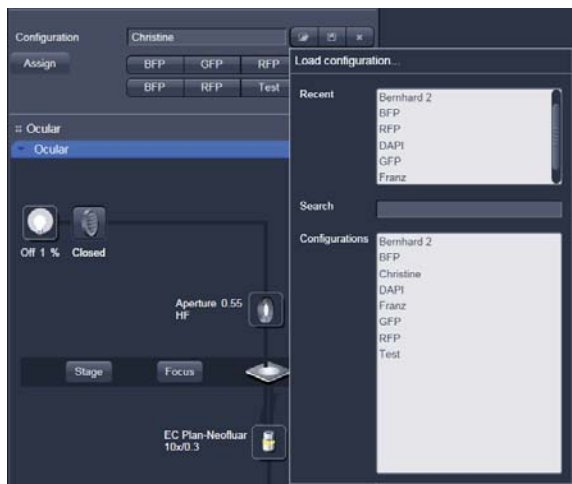 Configuration
Christine
Assign
BFP GFP RFP
BFP RFP Test
Load configuration...
Recent
Bernhard 2
BFP
RFP
DAPI
GFP
Franz
Search
Configurations
Bernhard 2
BFP
Christine
DAPI
Franz
GFP
RFP
Test
Ocular
Ocular
Off 1 % Closed
Aperture 0.55
HF
Stage Focus
EC Plan-Neofluar
10x/0.3